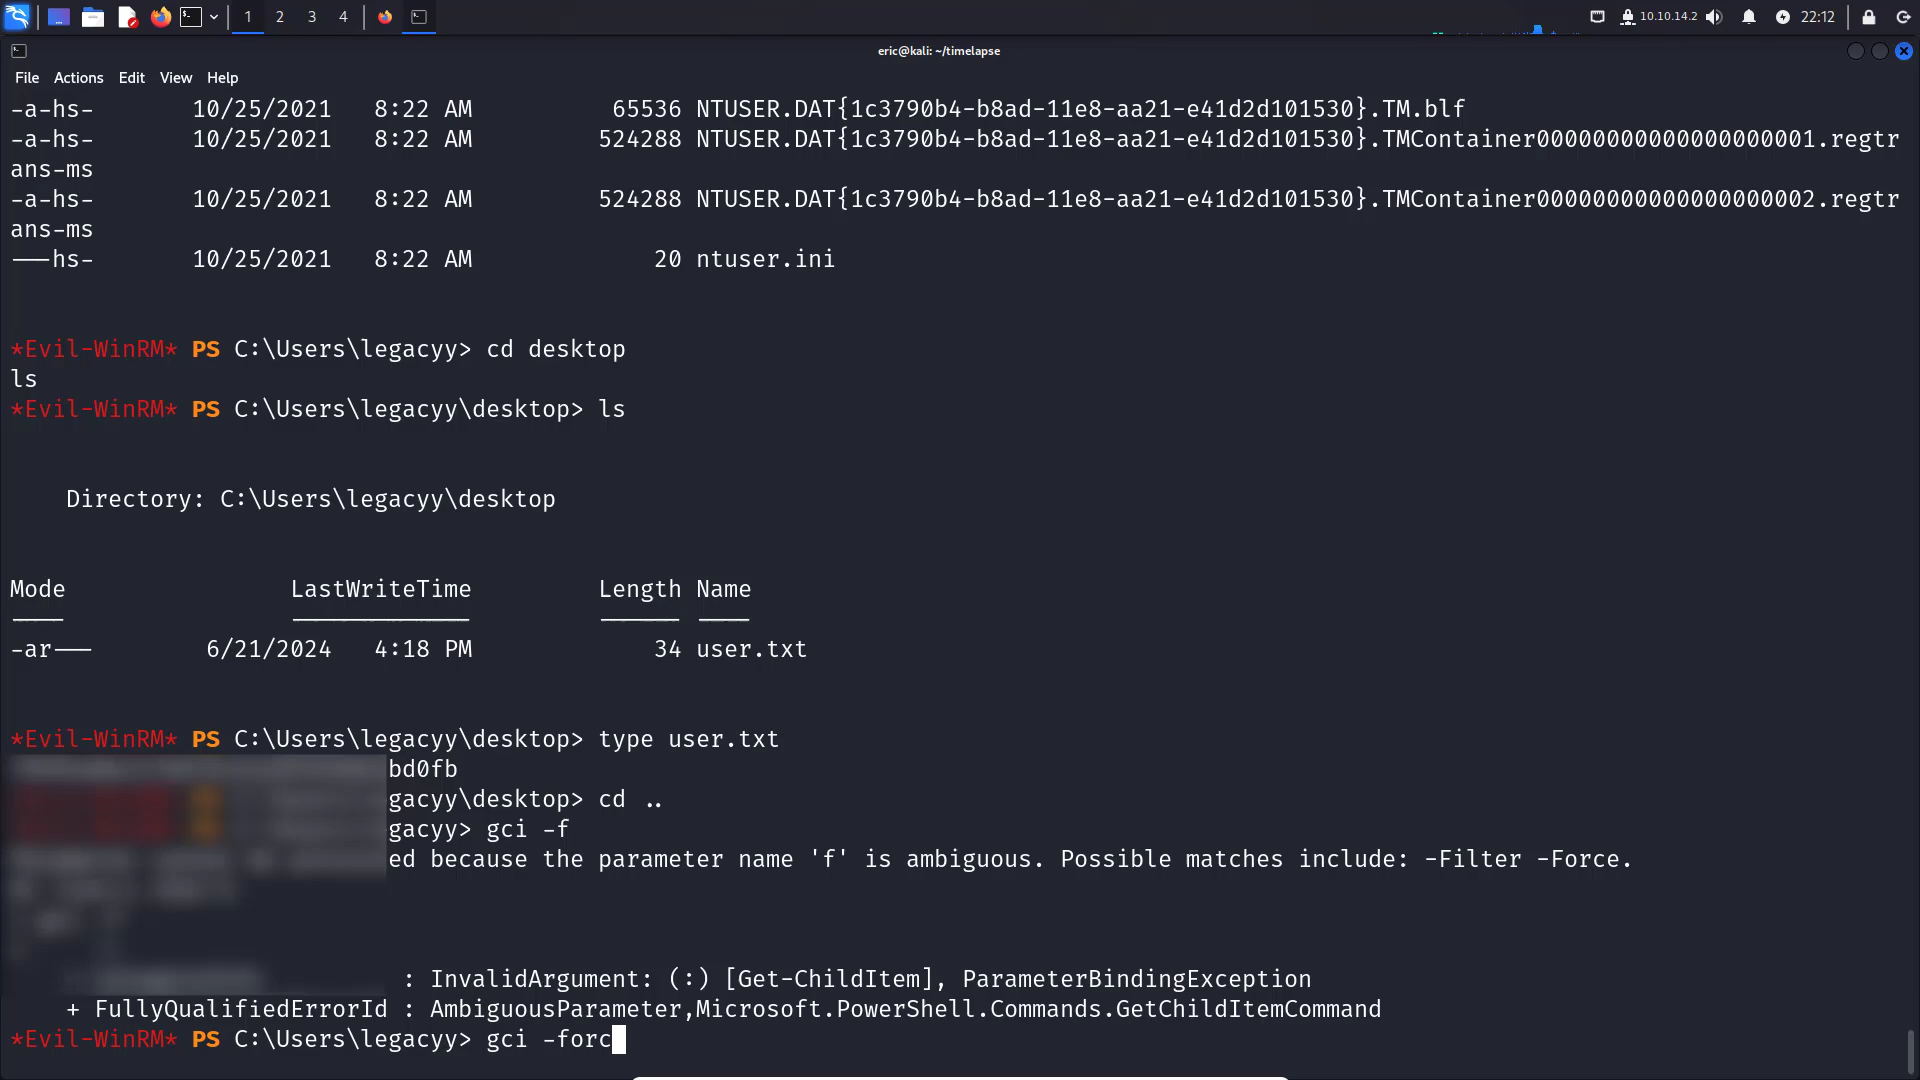 1 2 3 4
10.10.14.2
22:12
eric@kali: ~/timelapse
File Actions Edit View Help
-a-hs- 10/25/2021 8:22 AM 65536 NTUSER.DAT{1c3790b4-b8ad-11e8-aa21-e41d2d101530}.TM.blf
-a-hs- 10/25/2021 8:22 AM 524288 NTUSER.DAT{1c3790b4-b8ad-11e8-aa21-e41d2d101530}.TMContainer00000000000000000001.regtr
ans-ms
-a-hs- 10/25/2021 8:22 AM 524288 NTUSER.DAT{1c3790b4-b8ad-11e8-aa21-e41d2d101530}.TMContainer00000000000000000002.regtr
ans-ms
---hs- 10/25/2021 8:22 AM 20 ntuser.ini
*Evil-WinRM* PS C:\Users\legacyy> cd desktop
ls
*Evil-WinRM* PS C:\Users\legacyy\desktop> ls
Directory: C:\Users\legacyy\desktop
Mode LastWriteTime Length Name
---- ------------- ------ ----
-ar--- 6/21/2024 4:18 PM 34 user.txt
*Evil-WinRM* PS C:\Users\legacyy\desktop> type user.txt
bd0fb
gacyy\desktop> cd ..
gacyy> gci -f
ed because the parameter name 'f' is ambiguous. Possible matches include: -Filter -Force.
: InvalidArgument: (:) [Get-ChildItem], ParameterBindingException
+ FullyQualifiedErrorId : AmbiguousParameter,Microsoft.PowerShell.Commands.GetChildItemCommand
*Evil-WinRM* PS C:\Users\legacyy> gci -forc